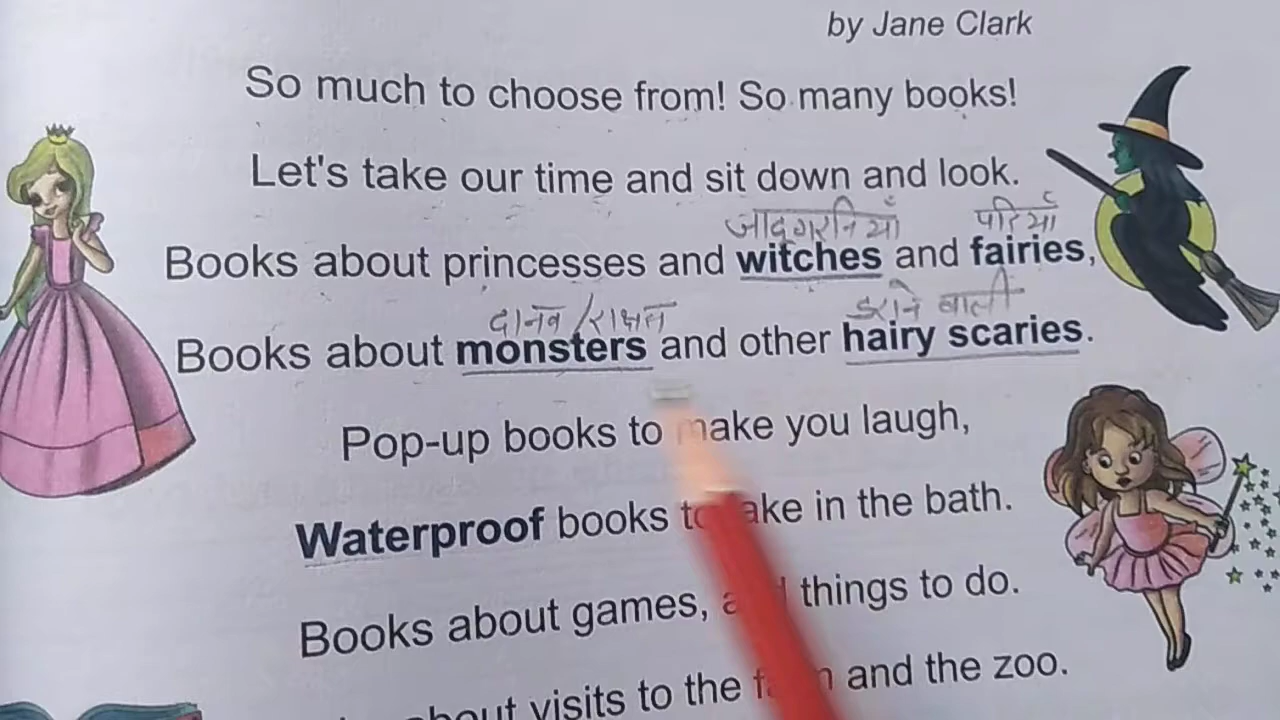 by Jane Clark
So much to choose from! So many books!
Let's take our time and sit down and look.
जादूगरनियाँ परियाँ
Books about princesses and witches and fairies,
दानव/राक्षस डराने वाली
Books about monsters and other hairy scaries.
Pop-up books to make you laugh,
Waterproof books to take in the bath.
Books about games, and things to do.
about visits to the farm and the zoo.